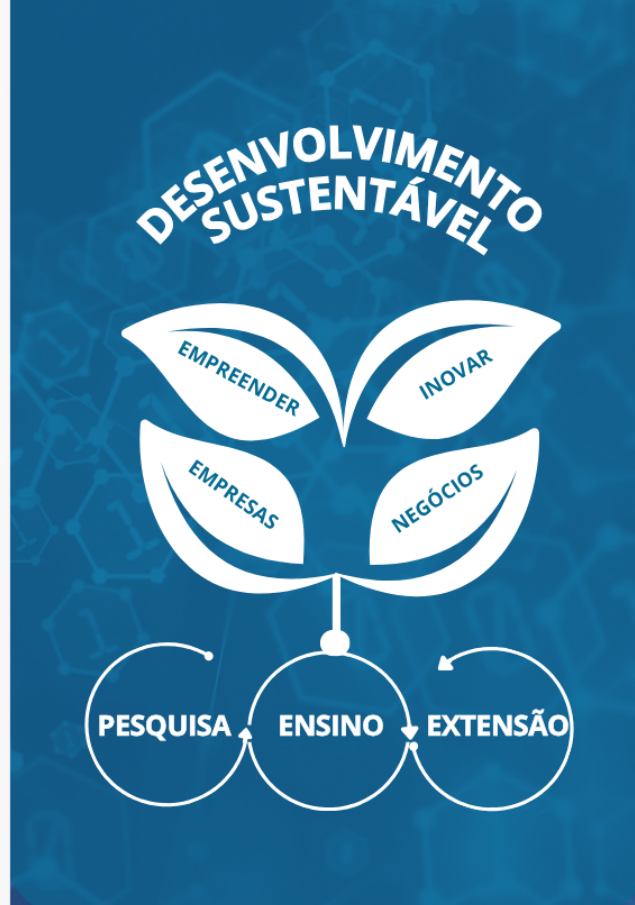 DESENVOLVIMENTO
SUSTENTÁVEL
EMPREENDER
INOVAR
EMPRESAS
NEGÓCIOS
PESQUISA
ENSINO
EXTENSÃO